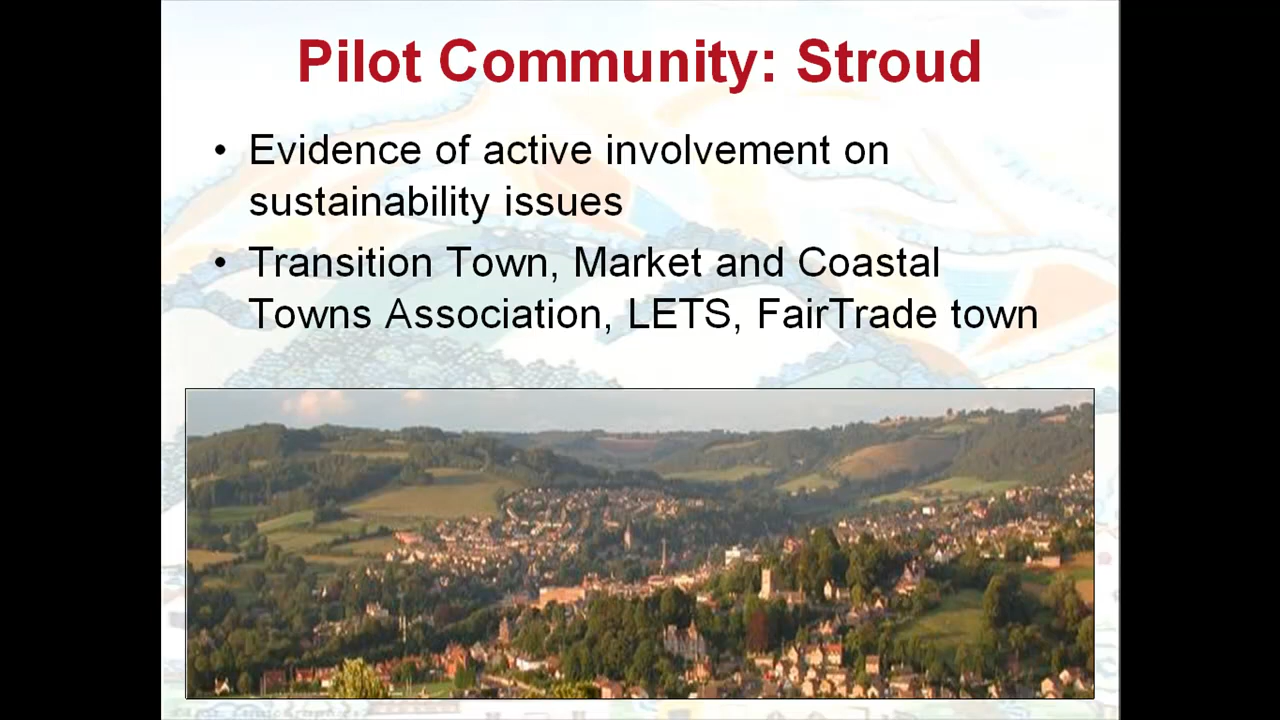 Pilot Community: Stroud
• Evidence of active involvement on
sustainability issues
• Transition Town, Market and Coastal
Towns Association, LETS, FairTrade town